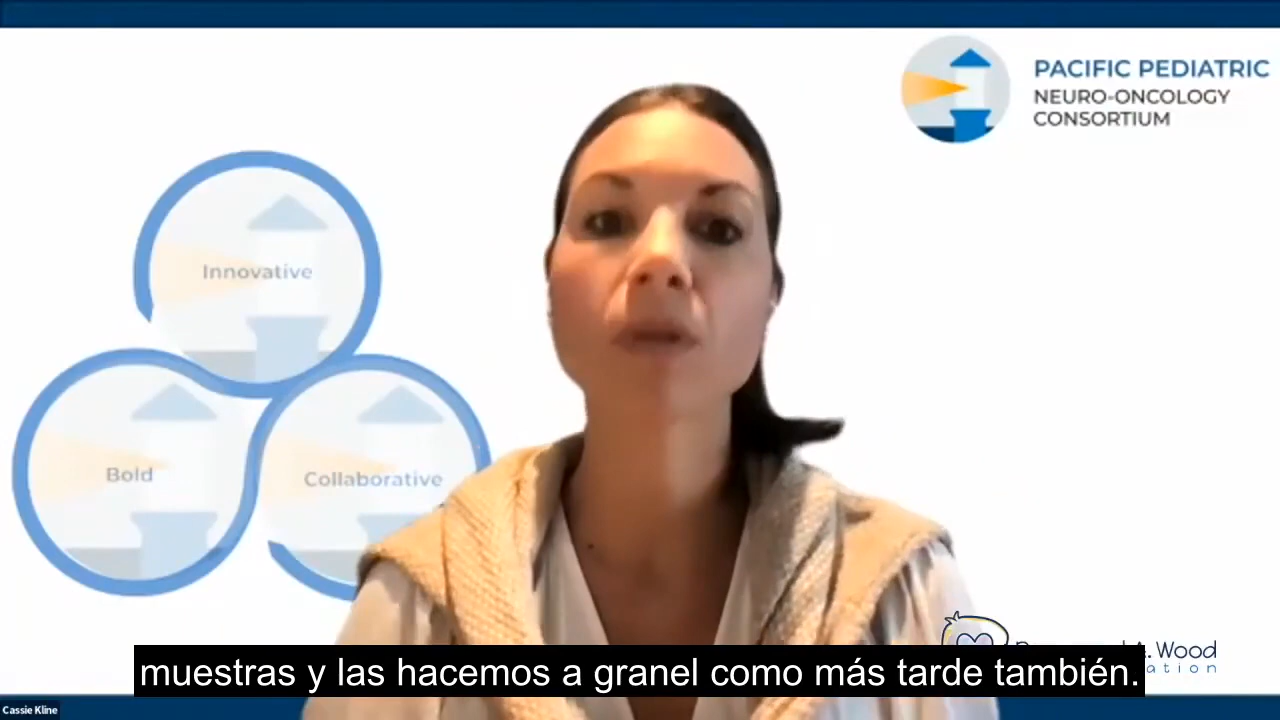 PACIFIC PEDIATRIC
NEURO-ONCOLOGY
CONSORTIUM
Innovative
Bold
Collaborative
Wood
muestras y las hacemos a granel como más tarde también.
Cassie Kline